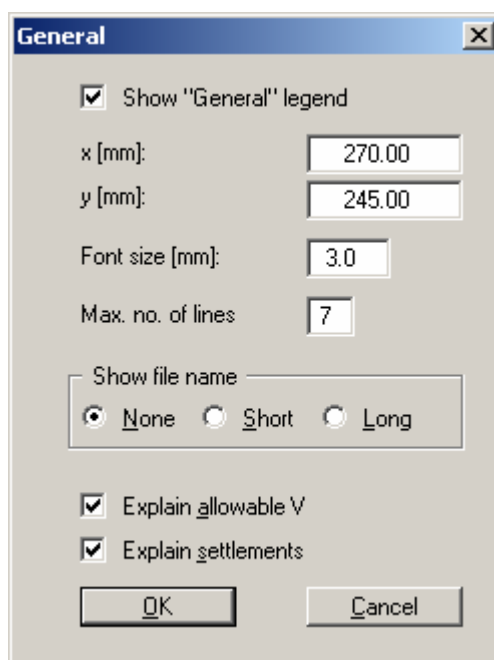 General
Show "General" legend
x [mm]: 270.00
y [mm]: 245.00
Font size [mm]: 3.0
Max. no. of lines 7
Show file name
None Short Long
Explain allowable V
Explain settlements
OK Cancel